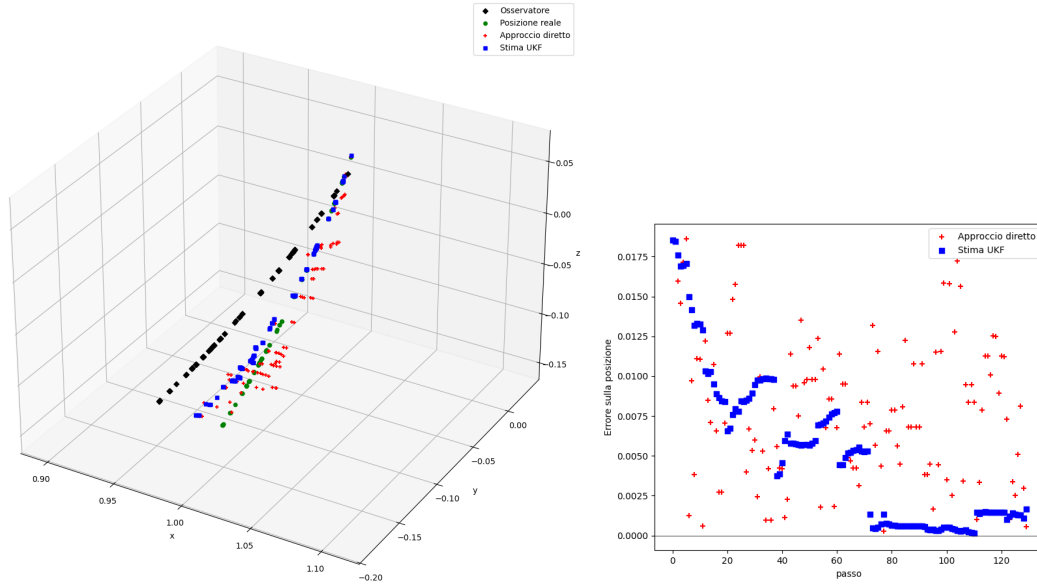 Osservatore
Posizione reale
Approccio diretto
Stima UKF
0.05
0.00
−0.05
−0.10
−0.15
z
0.00
−0.05
−0.10
−0.15
−0.20
y
0.90
0.95
1.00
1.05
1.10
x
Approccio diretto
Stima UKF
0.0175
0.0150
0.0125
0.0100
0.0075
0.0050
0.0025
0.0000
Errore sulla posizione
0 20 40 60 80 100 120
passo